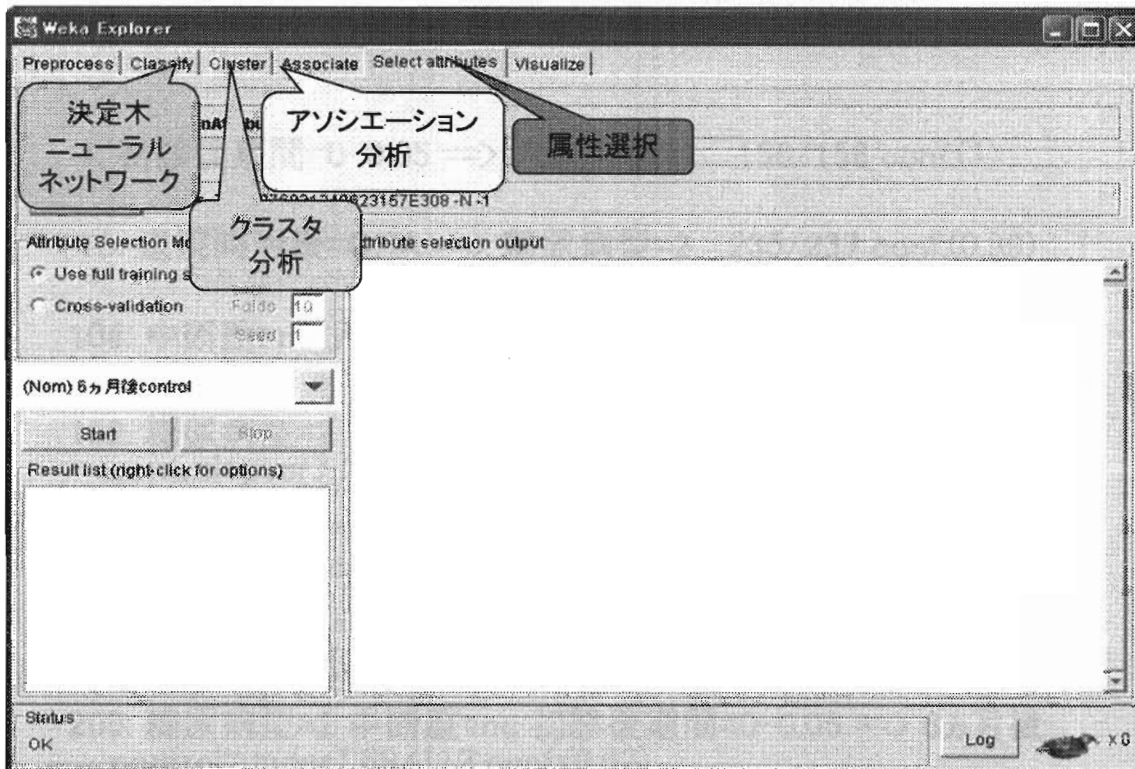 Weka Explorer
Preprocess Classify Cluster Associate Select attributes Visualize
決定木
ニューラル
ネットワーク
アソシエーション
分析
属性選択
クラスタ
分析
23157E308 -N -1
Attribute Selection
attribute selection output
Use full training
Cross-validation Folds 10
Seed 1
(Nom) 6ヵ月後control
Start Stop
Result list (right-click for options)
Status
OK
Log
x 0